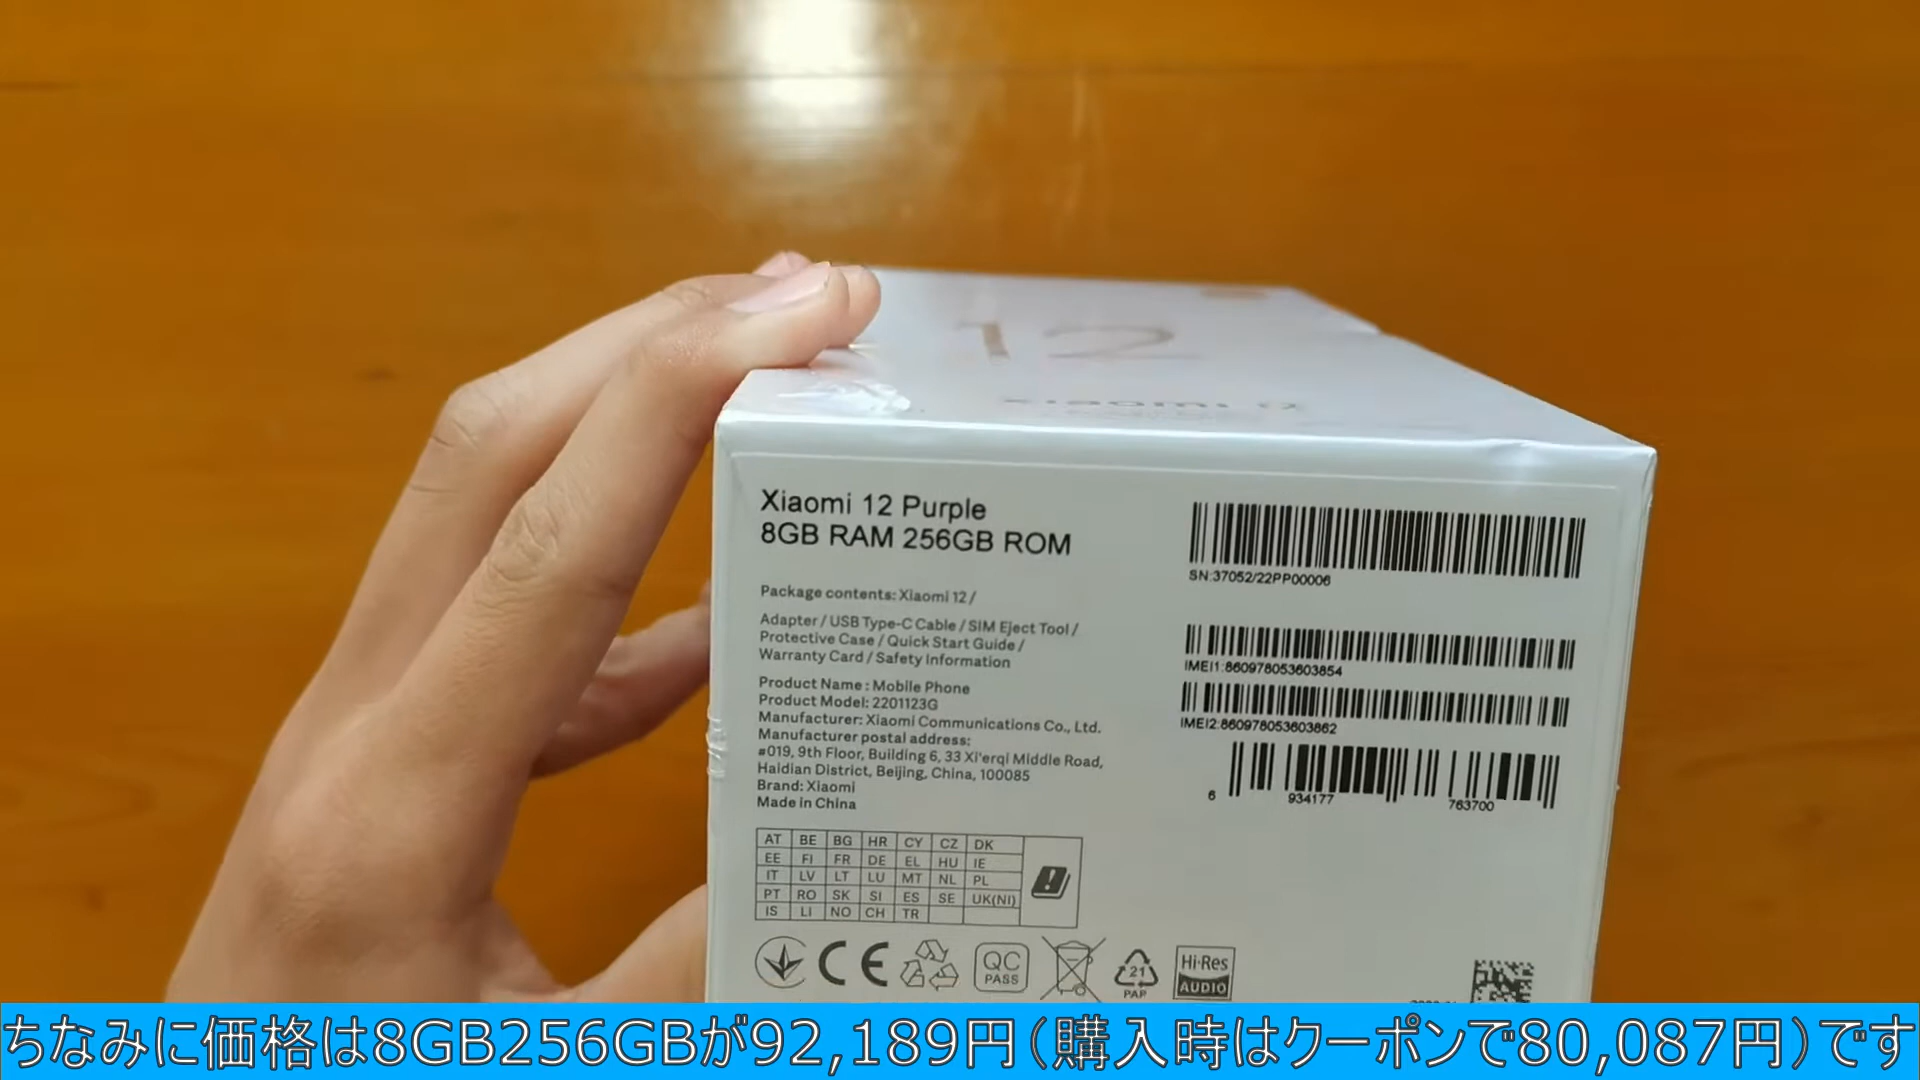 12
Xiaomi 12
Xiaomi 12 Purple
8GB RAM 256GB ROM
Package contents: Xiaomi 12 /
Adapter / USB Type-C Cable / SIM Eject Tool /
Protective Case / Quick Start Guide /
Warranty Card / Safety Information
Product Name : Mobile Phone
Product Model: 2201123G
Manufacturer: Xiaomi Communications Co., Ltd.
Manufacturer postal address:
#019, 9th Floor, Building 6, 33 Xi'erqi Middle Road,
Haidian District, Beijing, China, 100085
Brand: Xiaomi
Made in China
SN:37052/22PP00006
IMEI1:860978053603854
IMEI2:860978053603862
6 934177 763700
AT BE BG HR CY CZ DK
EE FI FR DE EL HU IE
IT LV LT LU MT NL PL
PT RO SK SI ES SE UK(NI)
IS LI NO CH TR
CE
QC
PASS
21
PAP
Hi-Res
AUDIO
ちなみに価格は8GB256GBが92,189円(購入時はクーポンで80,087円)です